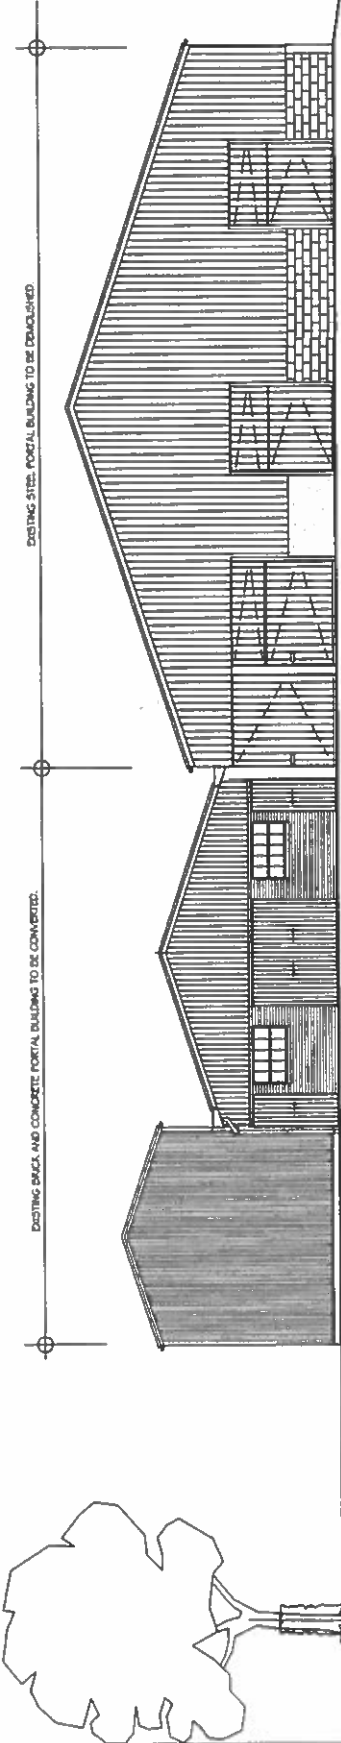 EXISTING BRICK AND CONCRETE PORTAL BUILDING TO BE CONVERTED.
EXISTING STEEL PORTAL BUILDING TO BE DEMOLISHED.